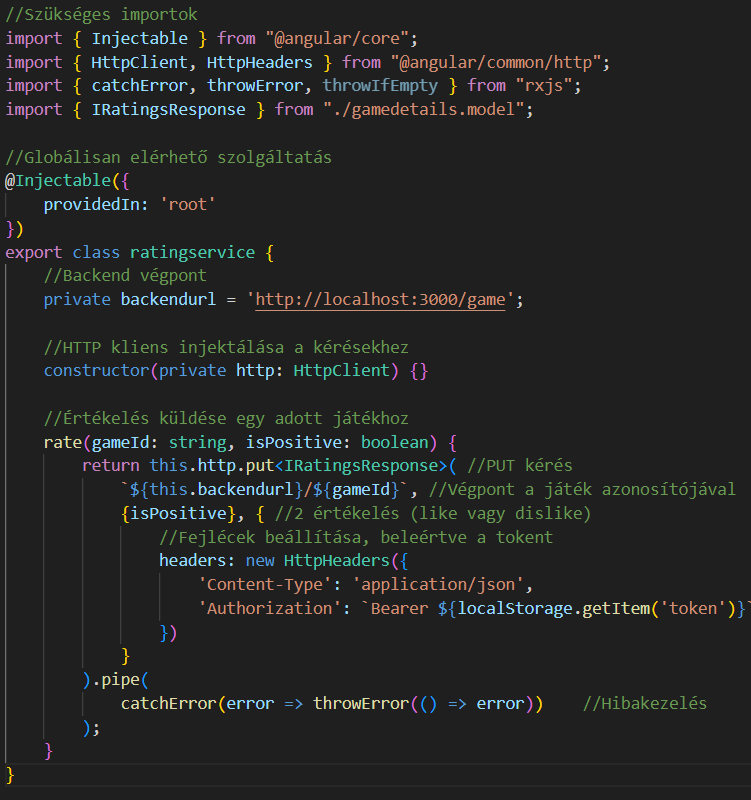 //Szükséges importok
import { Injectable } from "@angular/core";
import { HttpClient, HttpHeaders } from "@angular/common/http";
import { catchError, throwError, throwIfEmpty } from "rxjs";
import { IRatingsResponse } from "./gamedetails.model";

//Globálisan elérhető szolgáltatás
@Injectable({
    providedIn: 'root'
})
export class ratingservice {
    //Backend végpont
    private backendurl = 'http://localhost:3000/game';

    //HTTP kliens injektálása a kérésekhez
    constructor(private http: HttpClient) {}

    //Értékelés küldése egy adott játékhoz
    rate(gameId: string, isPositive: boolean) {
        return this.http.put<IRatingsResponse>( //PUT kérés
            `${this.backendurl}/${gameId}`, //Végpont a játék azonosítójával
            {isPositive}, { //2 értékelés (like vagy dislike)
                //Fejlécek beállítása, beleértve a tokent
                headers: new HttpHeaders({
                    'Content-Type': 'application/json',
                    'Authorization': `Bearer ${localStorage.getItem('token')}`
                })
            }
        ).pipe(
            catchError(error => throwError(() => error))    //Hibakezelés
        );
    }
}